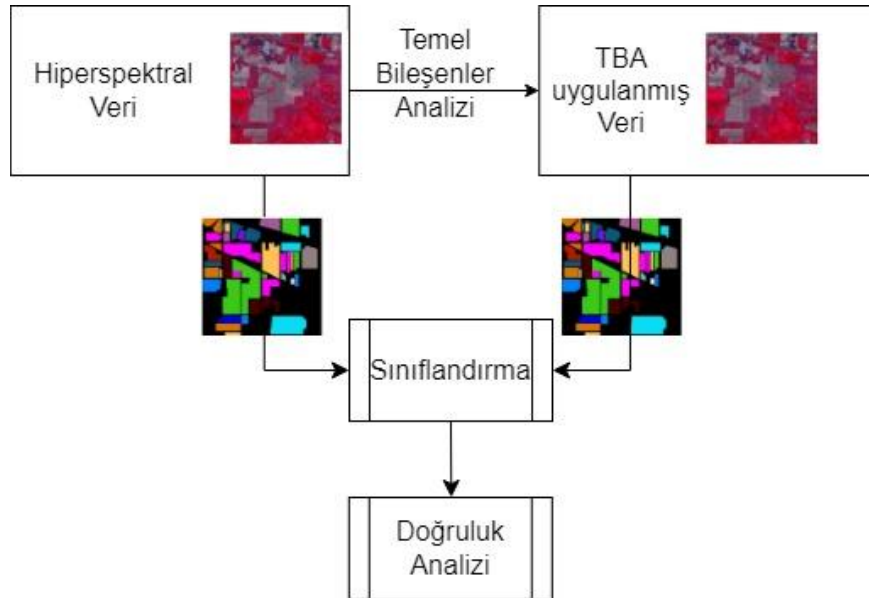 Hiperspektral
Veri
Temel
Bileşenler
Analizi
TBA
uygulanmış
Veri
Sınıflandırma
Doğruluk
Analizi